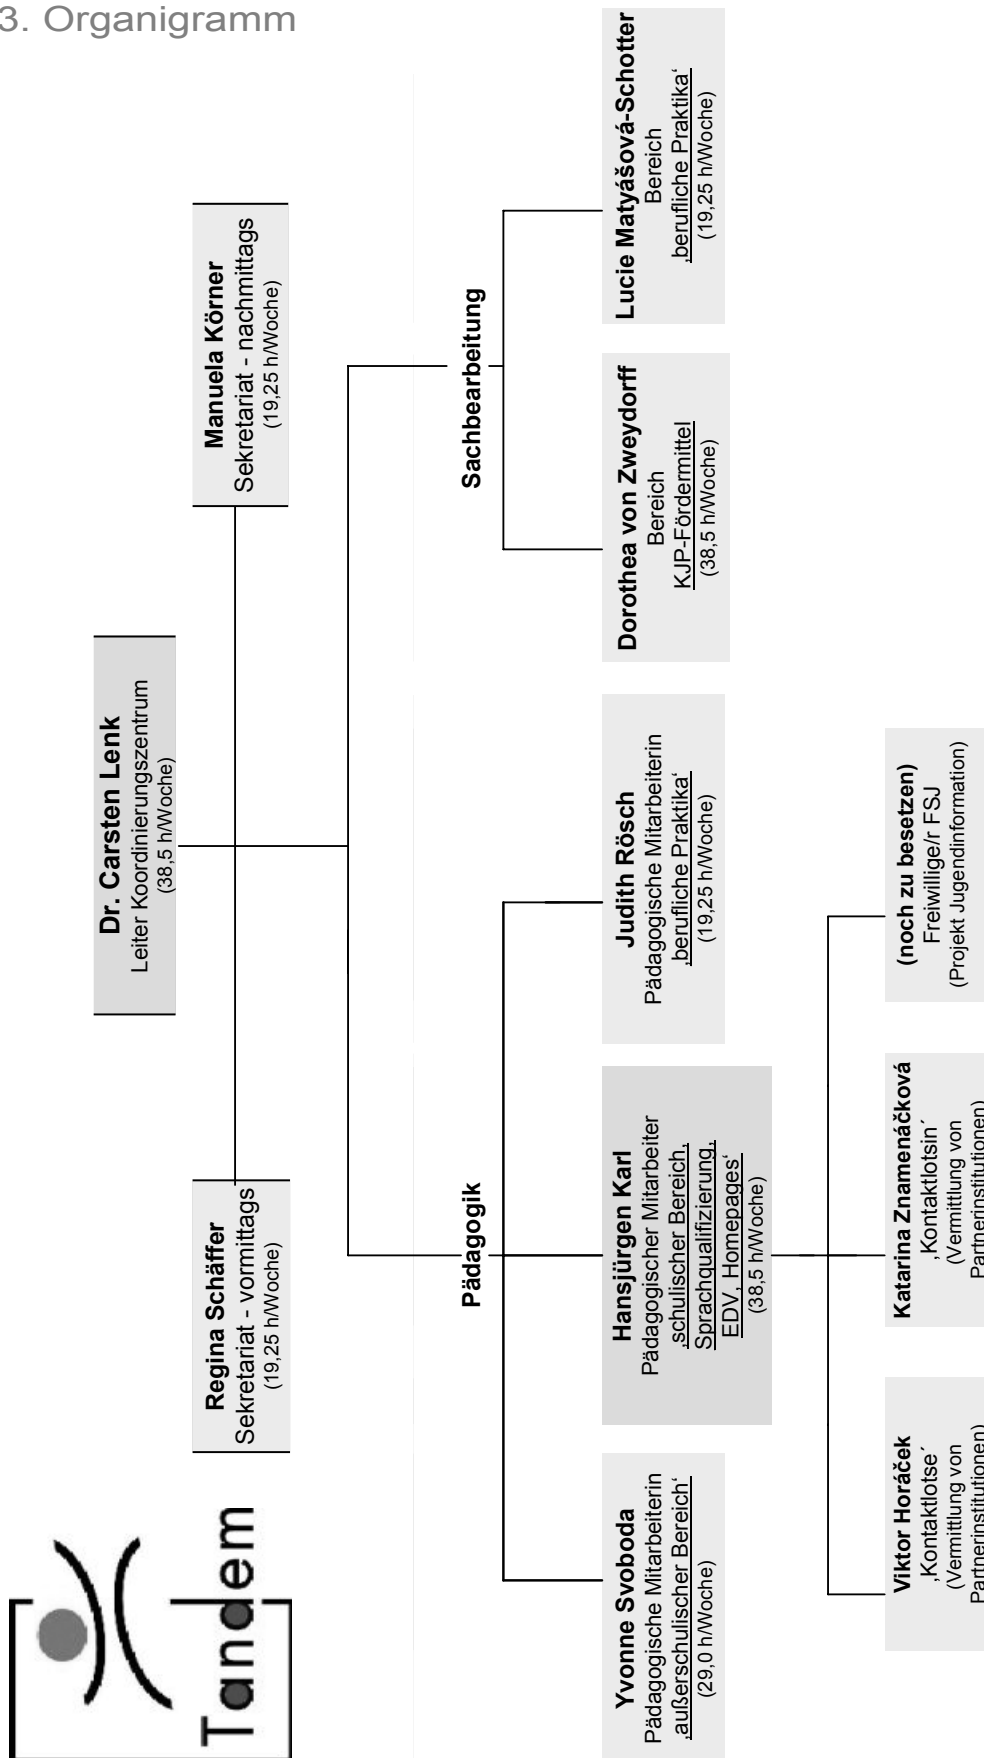 3. Organigramm
Tandem
Dr. Carsten Lenk
Leiter Koordinierungszentrum
(38,5 h/Woche)
Regina Schäffer
Sekretariat - vormittags
(19,25 h/Woche)
Manuela Körner
Sekretariat - nachmittags
(19,25 h/Woche)
Pädagogik
Sachbearbeitung
Yvonne Svoboda
Pädagogische Mitarbeiterin
‚außerschulischer Bereich‘
(29,0 h/Woche)
Hansjürgen Karl
Pädagogischer Mitarbeiter
‚schulischer Bereich,
Sprachqualifizierung,
EDV, Homepages‘
(38,5 h/Woche)
Judith Rösch
Pädagogische Mitarbeiterin
‚berufliche Praktika‘
(19,25 h/Woche)
Dorothea von Zweydorff
Bereich
KJP-Fördermittel
(38,5 h/Woche)
Lucie Matyášová-Schotter
Bereich
‚berufliche Praktika‘
(19,25 h/Woche)
Viktor Horáček
‚Kontaktlotse´
(Vermittlung von
Partnerinstitutionen)
Katarina Znamenáčková
‚Kontaktlotsin´
(Vermittlung von
Partnerinstitutionen)
(noch zu besetzen)
Freiwillige/r FSJ
(Projekt Jugendinformation)